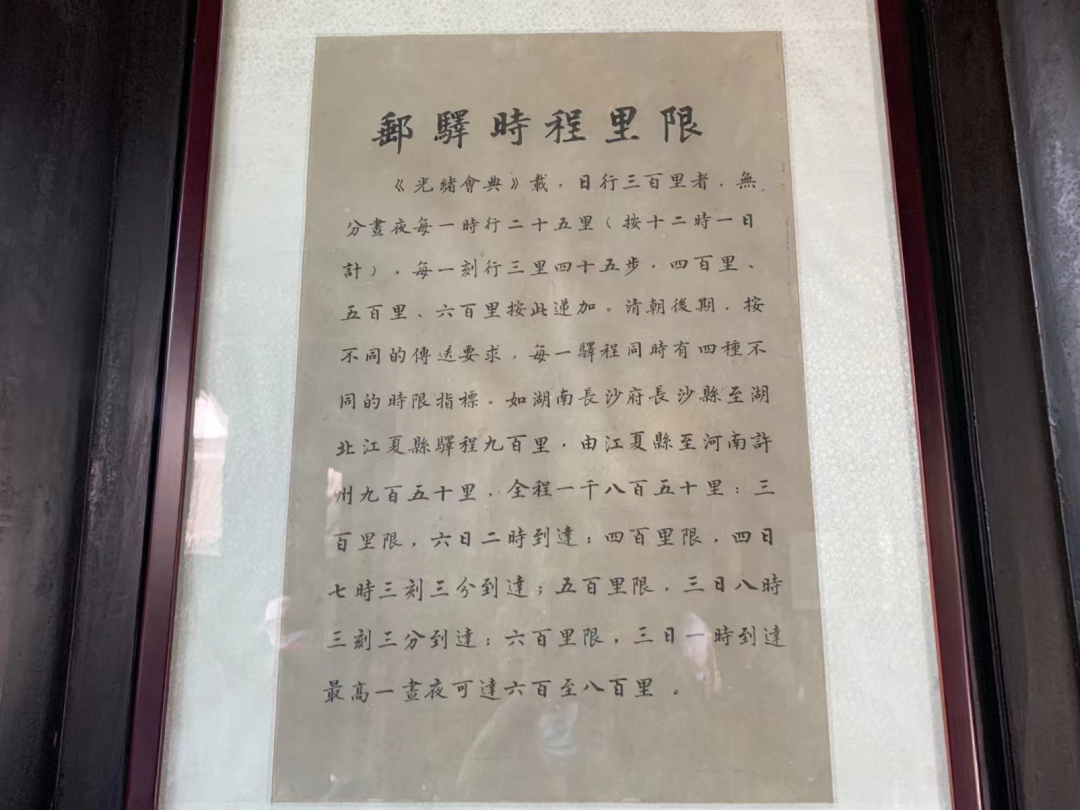 郵驛時程里限
《光緒會典》載，日行三百里者，無
分晝夜每一時行二十五里（按十二時一日
計），每一刻行三里四十五步，四百里、
五百里、六百里按此递加。清朝後期，按
不同的傳送要求，每一驛程同時有四種不
同的時限指標。如湖南長沙府長沙縣至湖
北江夏縣驛程九百里，由江夏縣至河南許
州九百五十里，全程一千八百五十里：三
百里限，六日二時到達；四百里限，四日
七時三刻三分到達；五百里限，三日八時
三刻三分到達；六百里限，三日一時到達
最高一晝夜可達六百至八百里。